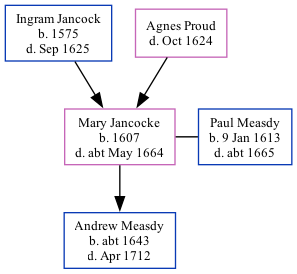 Ingram Jancock
b. 1575
d. Sep 1625
Agnes Proud
d. Oct 1624
Mary Jancocke
b. 1607
d. abt May 1664
Paul Measdy
b. 9 Jan 1613
d. abt 1665
Andrew Measdy
b. abt 1643
d. Apr 1712